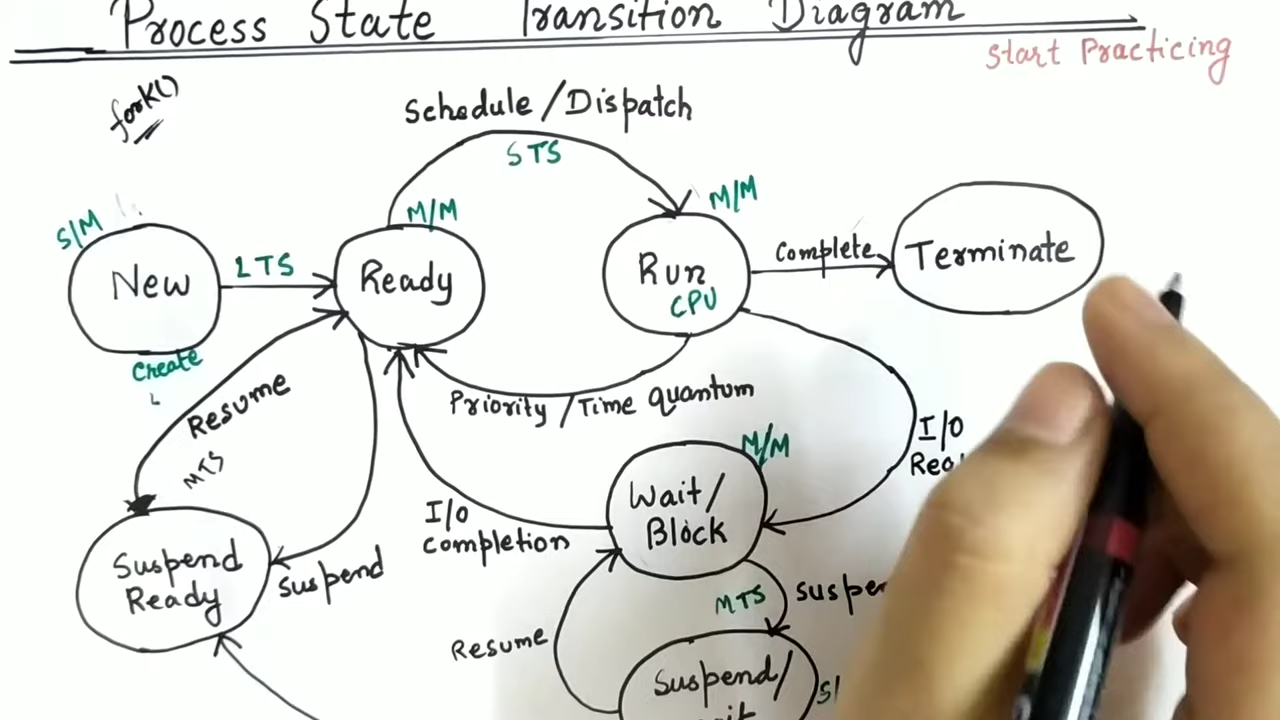 Process State Transition Diagram
Start Practicing
fork()
Schedule / Dispatch
STS
S/M
M/M
M/M
New
LTS
Ready
Run
CPU
Complete
Terminate
Create
Resume
MTS
Priority / Time quantum
I/O
M/M
Wait/
Block
I/O
completion
Suspend
Ready
Suspend
MTS
Resume
Suspend/